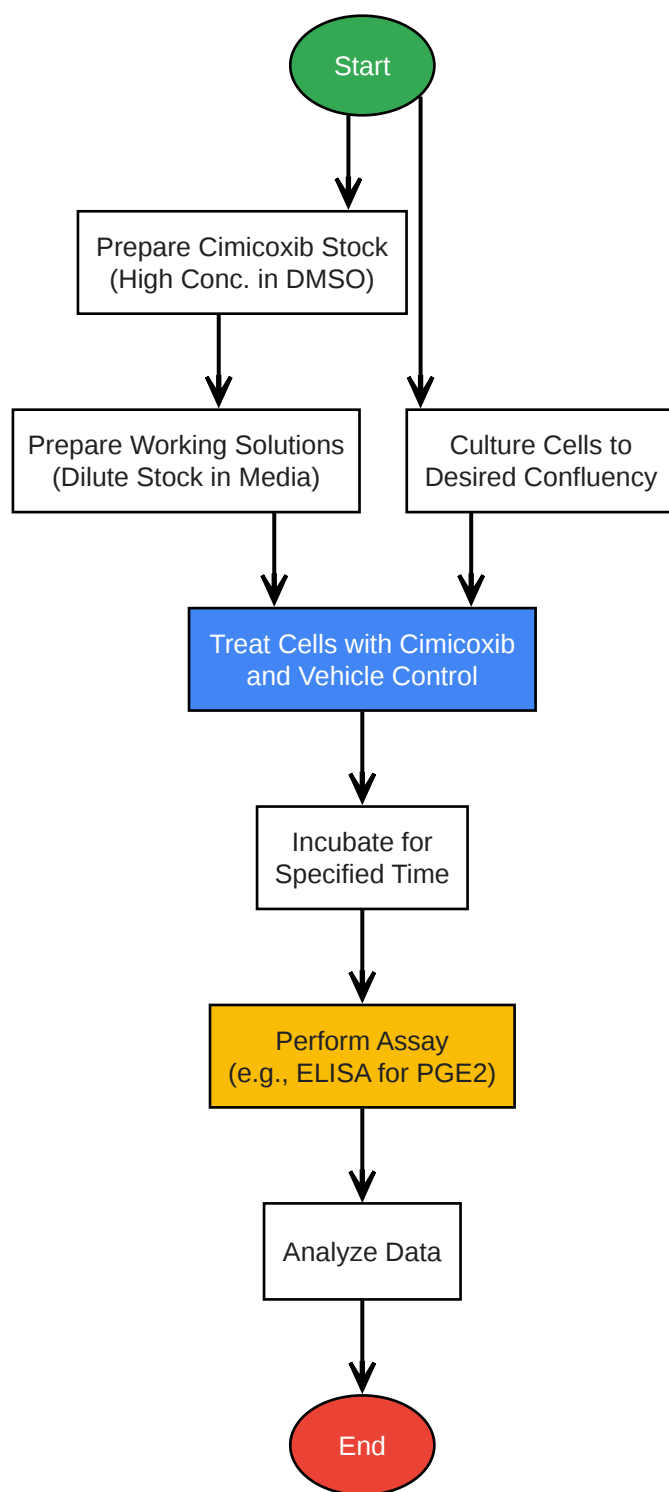 Start
Prepare Cimicoxib Stock
(High Conc. in DMSO)
Prepare Working Solutions
(Dilute Stock in Media)
Culture Cells to
Desired Confluency
Treat Cells with Cimicoxib
and Vehicle Control
Incubate for
Specified Time
Perform Assay
(e.g., ELISA for PGE2)
Analyze Data
End